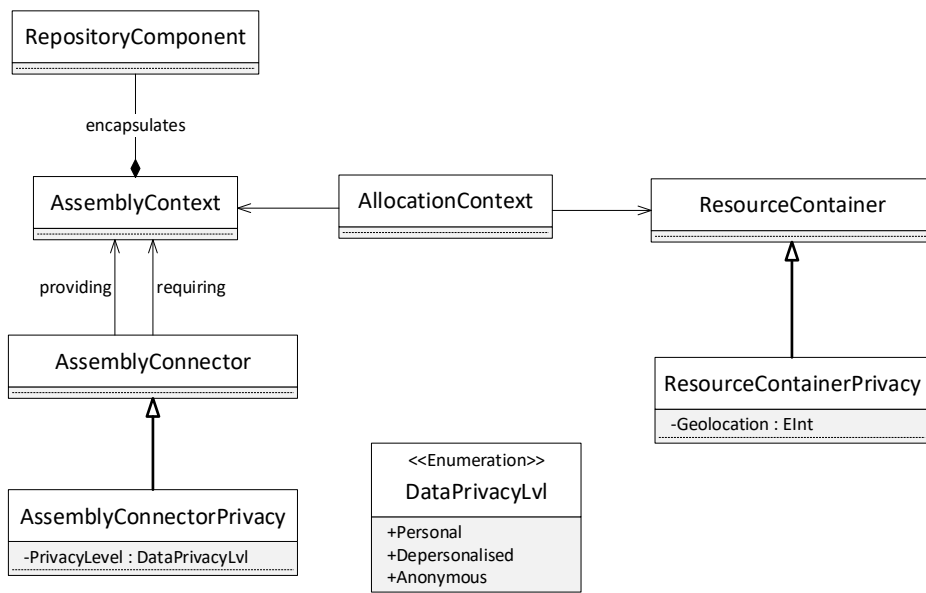 RepositoryComponent
encapsulates
AssemblyContext
AllocationContext
ResourceContainer
providing
requiring
AssemblyConnector
ResourceContainerPrivacy
-Geolocation : EInt
<<Enumeration>>
DataPrivacyLvl
+Personal
+Depersonalised
+Anonymous
AssemblyConnectorPrivacy
-PrivacyLevel : DataPrivacyLvl